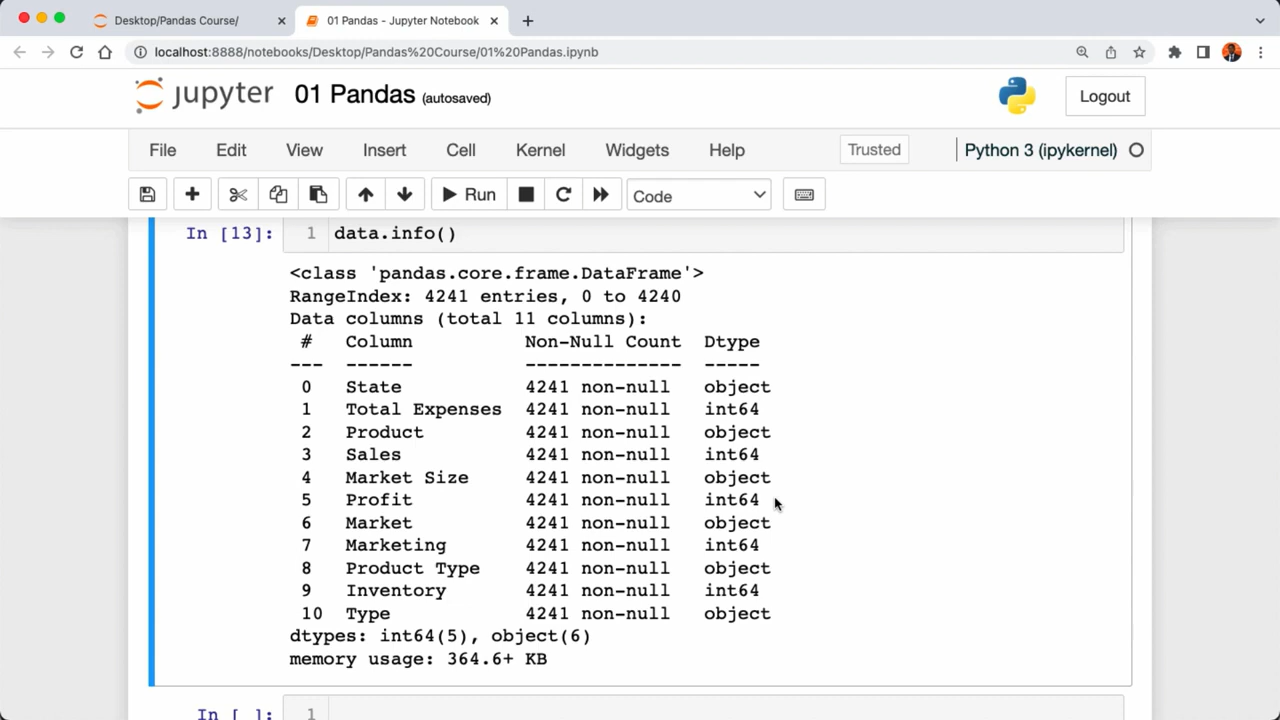 Desktop/Pandas Course/
01 Pandas - Jupyter Notebook
localhost:8888/notebooks/Desktop/Pandas%20Course/01%20Pandas.ipynb
jupyter 01 Pandas (autosaved)
Logout
File Edit View Insert Cell Kernel Widgets Help Trusted Python 3 (ipykernel)
Run Code
In [13]: 1 data.info()
<class 'pandas.core.frame.DataFrame'>
RangeIndex: 4241 entries, 0 to 4240
Data columns (total 11 columns):
# Column Non-Null Count Dtype
--- ------ -------------- -----
0 State 4241 non-null object
1 Total Expenses 4241 non-null int64
2 Product 4241 non-null object
3 Sales 4241 non-null int64
4 Market Size 4241 non-null object
5 Profit 4241 non-null int64
6 Market 4241 non-null object
7 Marketing 4241 non-null int64
8 Product Type 4241 non-null object
9 Inventory 4241 non-null int64
10 Type 4241 non-null object
dtypes: int64(5), object(6)
memory usage: 364.6+ KB
In [ ]: 1